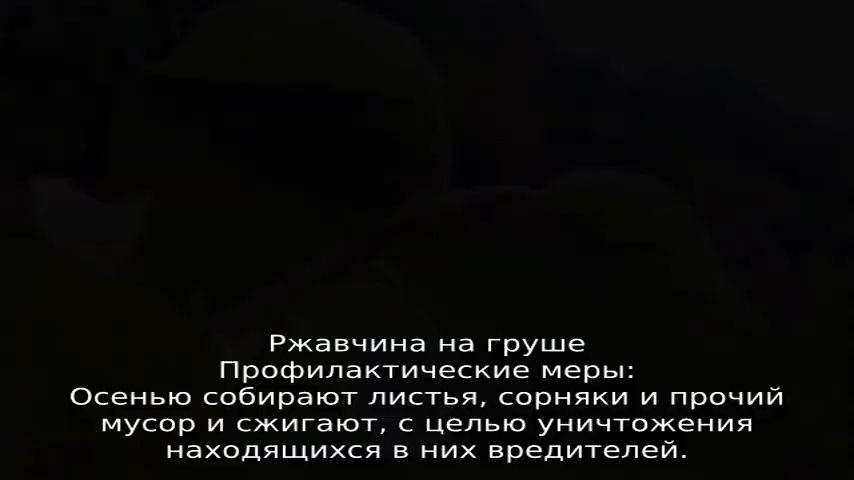 Ржавчина на груше
Профилактические меры:
Осенью собирают листья, сорняки и прочий
мусор и сжигают, с целью уничтожения
находящихся в них вредителей.